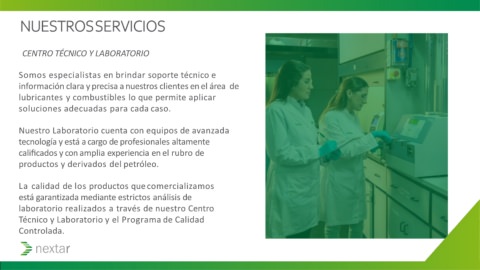 NUESTROS SERVICIOS
CENTRO TÉCNICO Y LABORATORIO
Somos especialistas en brindar soporte técnico e
información clara y precisa a nuestros clientes en el área de
lubricantes y combustibles lo que permite aplicar
soluciones adecuadas para cada caso.
Nuestro Laboratorio cuenta con equipos de avanzada
tecnología y está a cargo de profesionales altamente
calificados y con amplia experiencia en el rubro de
productos y derivados del petróleo.
La calidad de los productos que comercializamos
está garantizada mediante estrictos análisis de
laboratorio realizados a través de nuestro Centro
Técnico y Laboratorio y el Programa de Calidad
Controlada.
nextar